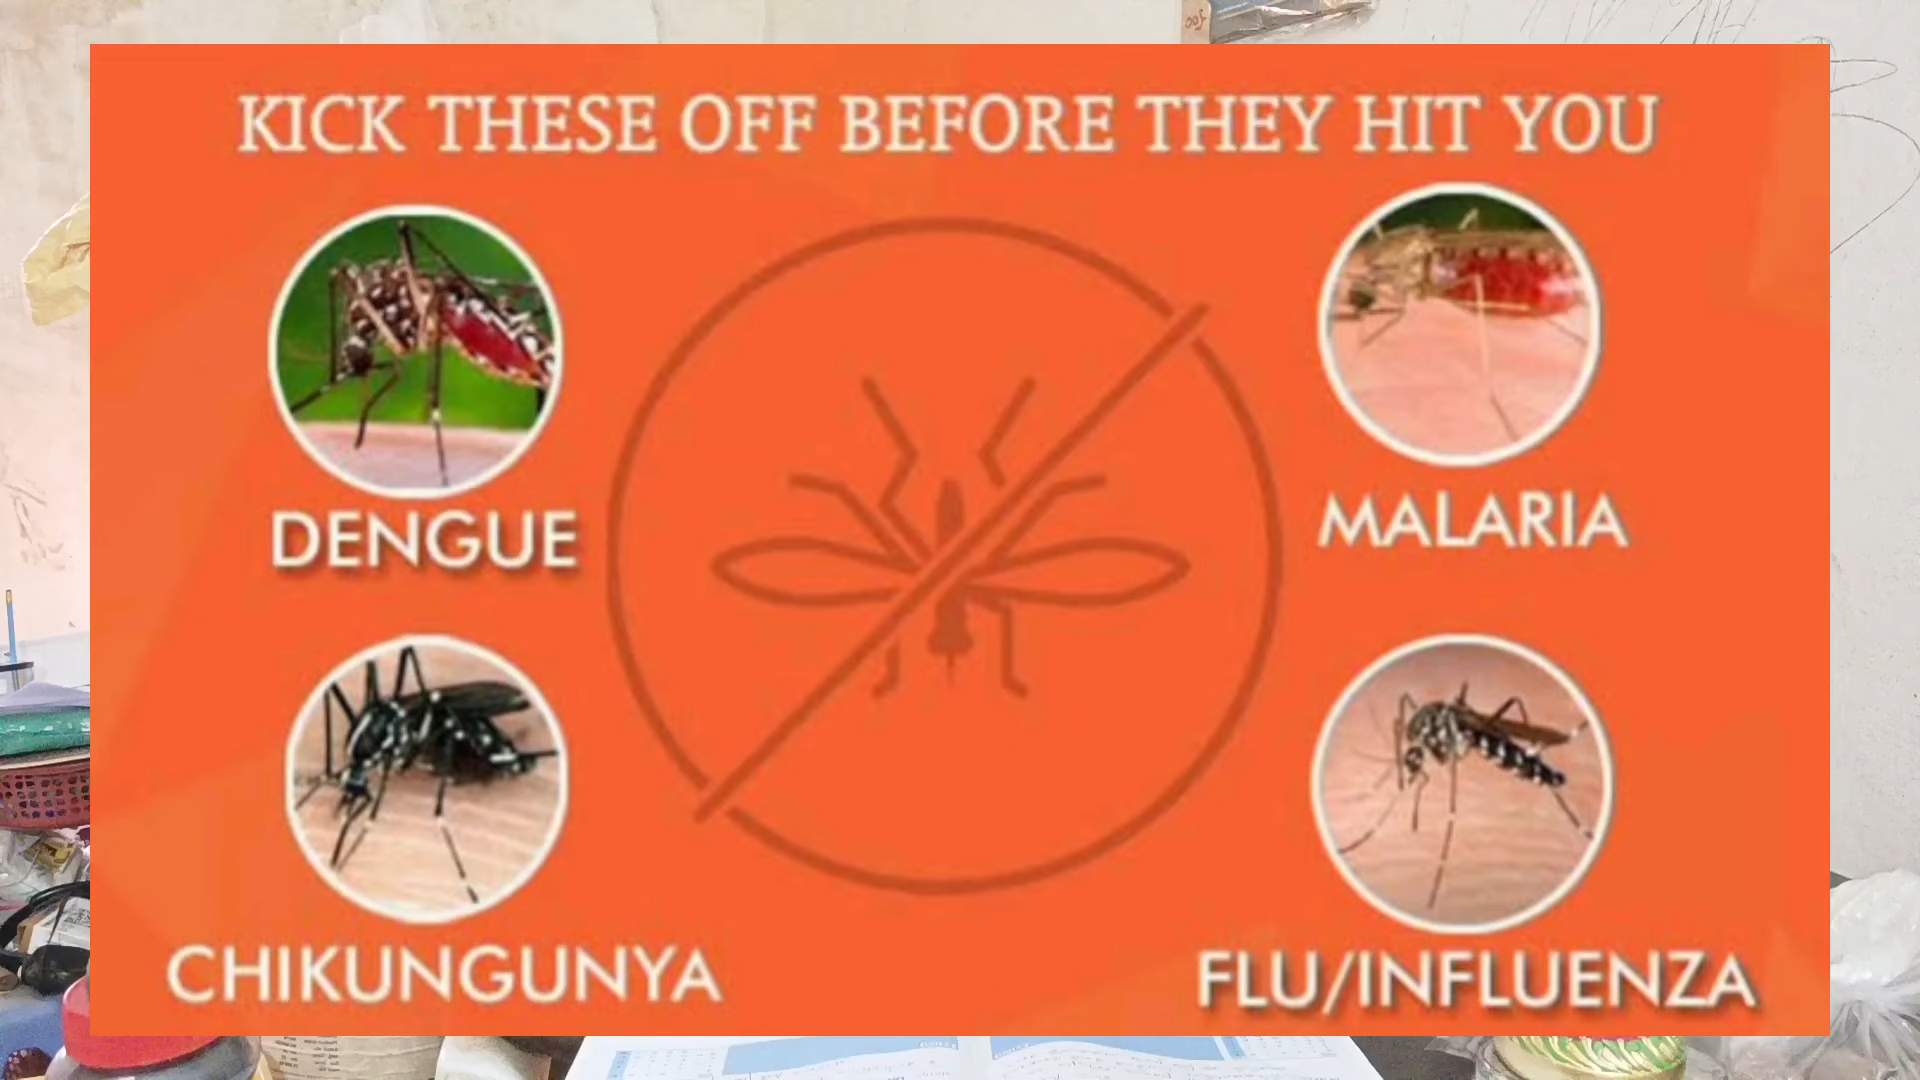 KICK THESE OFF BEFORE THEY HIT YOU
DENGUE
MALARIA
CHIKUNGUNYA
FLU/INFLUENZA